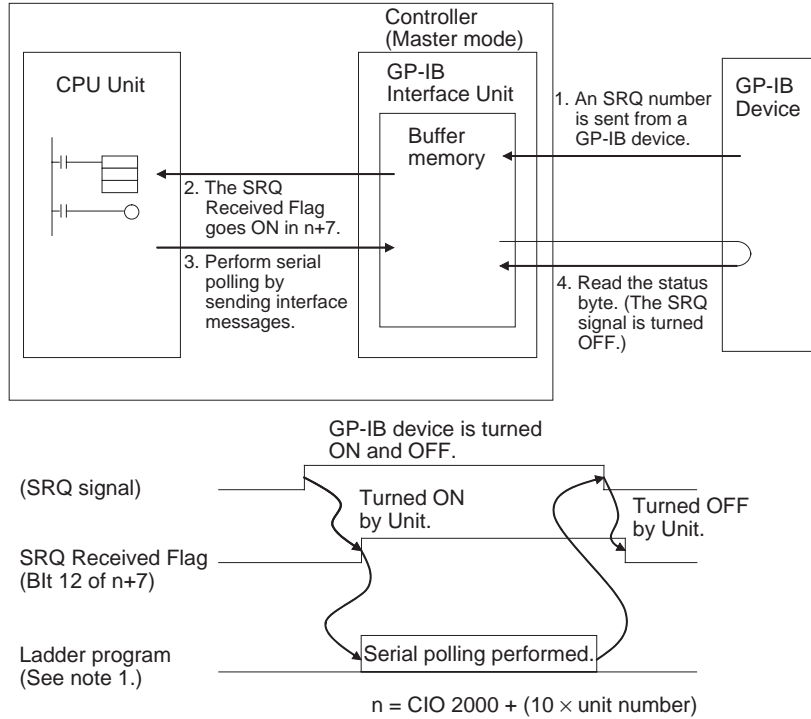 Controller
(Master mode)
CPU Unit
GP-IB
Interface Unit
Buffer
memory
GP-IB
Device
1. An SRQ number
is sent from a
GP-IB device.
2. The SRQ
Received Flag
goes ON in n+7.
3. Perform serial
polling by
sending interface
messages.
4. Read the status
byte. (The SRQ
signal is turned
OFF.)
GP-IB device is turned
ON and OFF.
(SRQ signal)
Turned ON
by Unit.
Turned OFF
by Unit.
SRQ Received Flag
(BIt 12 of n+7)
Ladder program
(See note 1.)
Serial polling performed.
n = CIO 2000 + (10 × unit number)